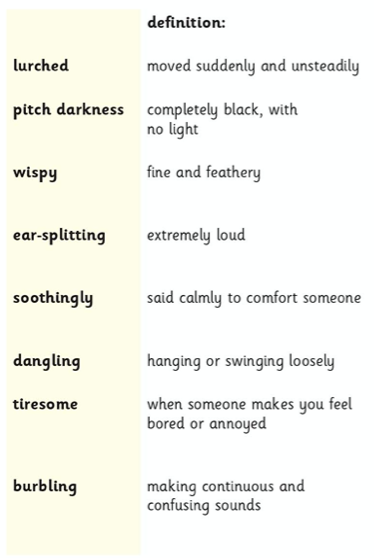 definition:
lurched moved suddenly and unsteadily
pitch darkness completely black, with
no light
wispy fine and feathery
ear-splitting extremely loud
soothingly said calmly to comfort someone
dangling hanging or swinging loosely
tiresome when someone makes you feel
bored or annoyed
burbling making continuous and
confusing sounds